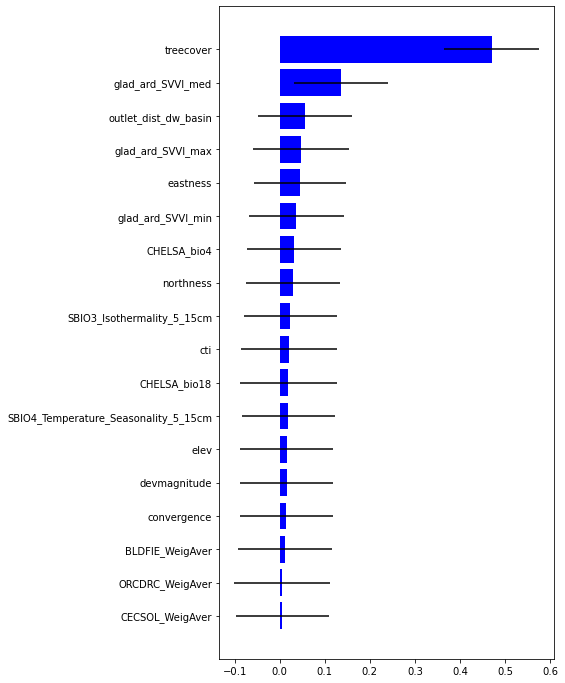 treecover
glad_ard_SVVI_med
outlet_dist_dw_basin
glad_ard_SVVI_max
eastness
glad_ard_SVVI_min
CHELSA_bio4
northness
SBIO3_Isothermality_5_15cm
cti
CHELSA_bio18
SBIO4_Temperature_Seasonality_5_15cm
elev
devmagnitude
convergence
BLDFIE_WeigAver
ORCDRC_WeigAver
CECSOL_WeigAver
−0.1 0.0 0.1 0.2 0.3 0.4 0.5 0.6